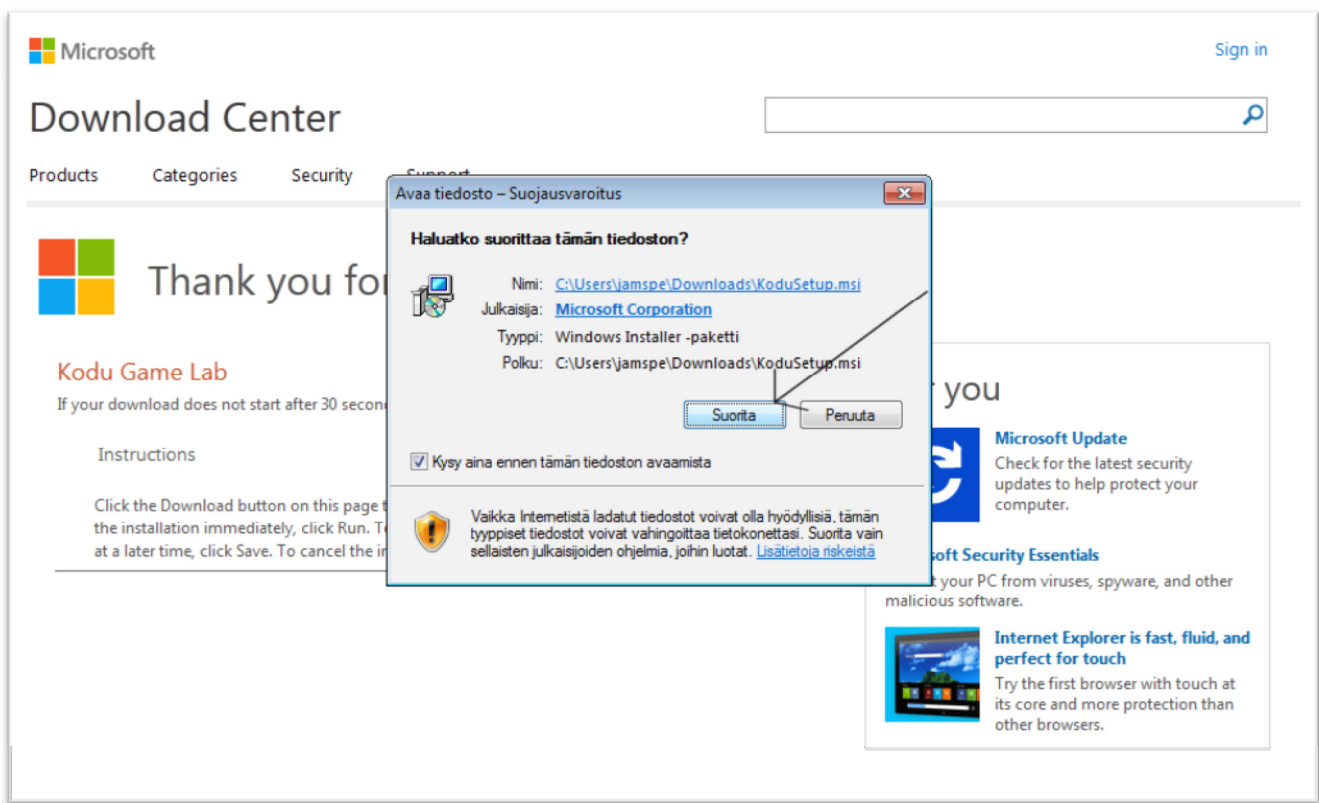 Microsoft
Sign in
Download Center
Products Categories Security Support
Thank you for
Kodu Game Lab
If your download does not start after 30 secon
Instructions
Click the Download button on this page t
the installation immediately, click Run. T
at a later time, click Save. To cancel the in
Avaa tiedosto – Suojausvaroitus
Haluatko suorittaa tämän tiedoston?
Nimi: C:\Users\jamspe\Downloads\KoduSetup.msi
Julkaisija: Microsoft Corporation
Tyyppi: Windows Installer -paketti
Polku: C:\Users\jamspe\Downloads\KoduSetup.msi
Suorita Peruuta
Kysy aina ennen tämän tiedoston avaamista
Vaikka Internetistä ladatut tiedostot voivat olla hyödyllisiä, tämän
tyyppiset tiedostot voivat vahingoittaa tietokonettasi. Suorita vain
sellaisten julkaisijoiden ohjelmia, joihin luotat. Lisätietoja riskeistä
you
Microsoft Update
Check for the latest security
updates to help protect your
computer.
soft Security Essentials
your PC from viruses, spyware, and other
malicious software.
Internet Explorer is fast, fluid, and
perfect for touch
Try the first browser with touch at
its core and more protection than
other browsers.